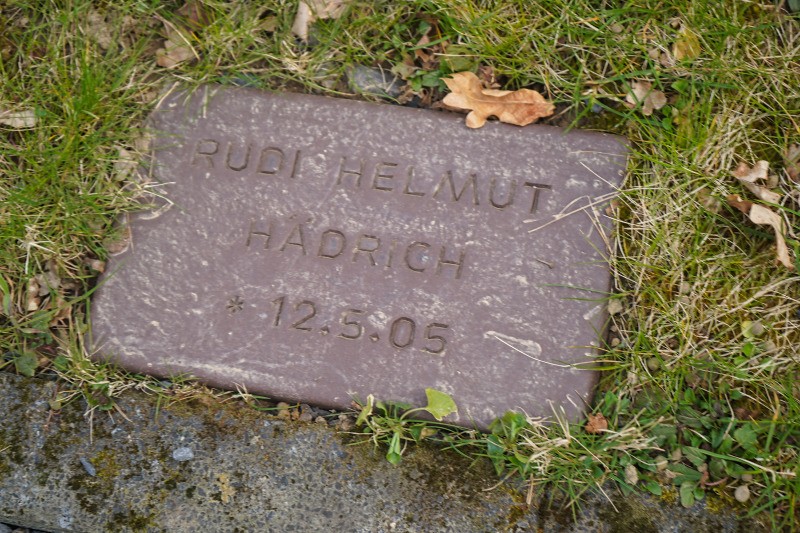 RUDI HELMUT
HÄDRICH
* 12.5.05